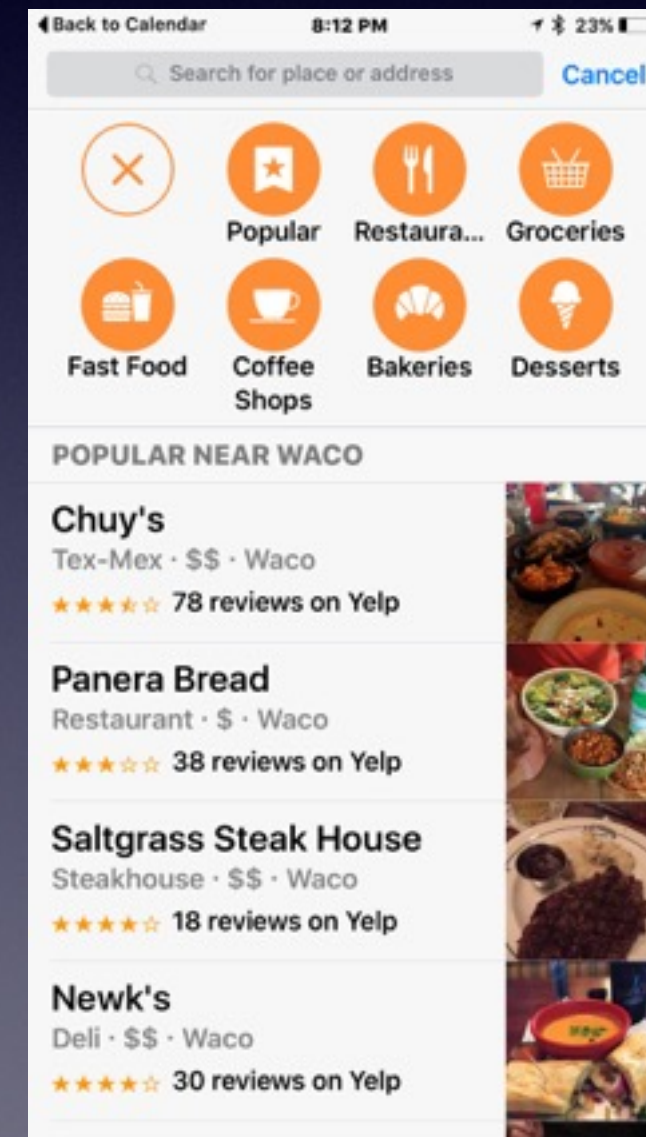 Back to Calendar 8:12 PM 23%
Search for place or address Cancel
Popular Restaura... Groceries
Fast Food Coffee Shops Bakeries Desserts
POPULAR NEAR WACO
Chuy's
Tex-Mex · $$ · Waco
78 reviews on Yelp
Panera Bread
Restaurant · $ · Waco
38 reviews on Yelp
Saltgrass Steak House
Steakhouse · $$ · Waco
18 reviews on Yelp
Newk's
Deli · $$ · Waco
30 reviews on Yelp